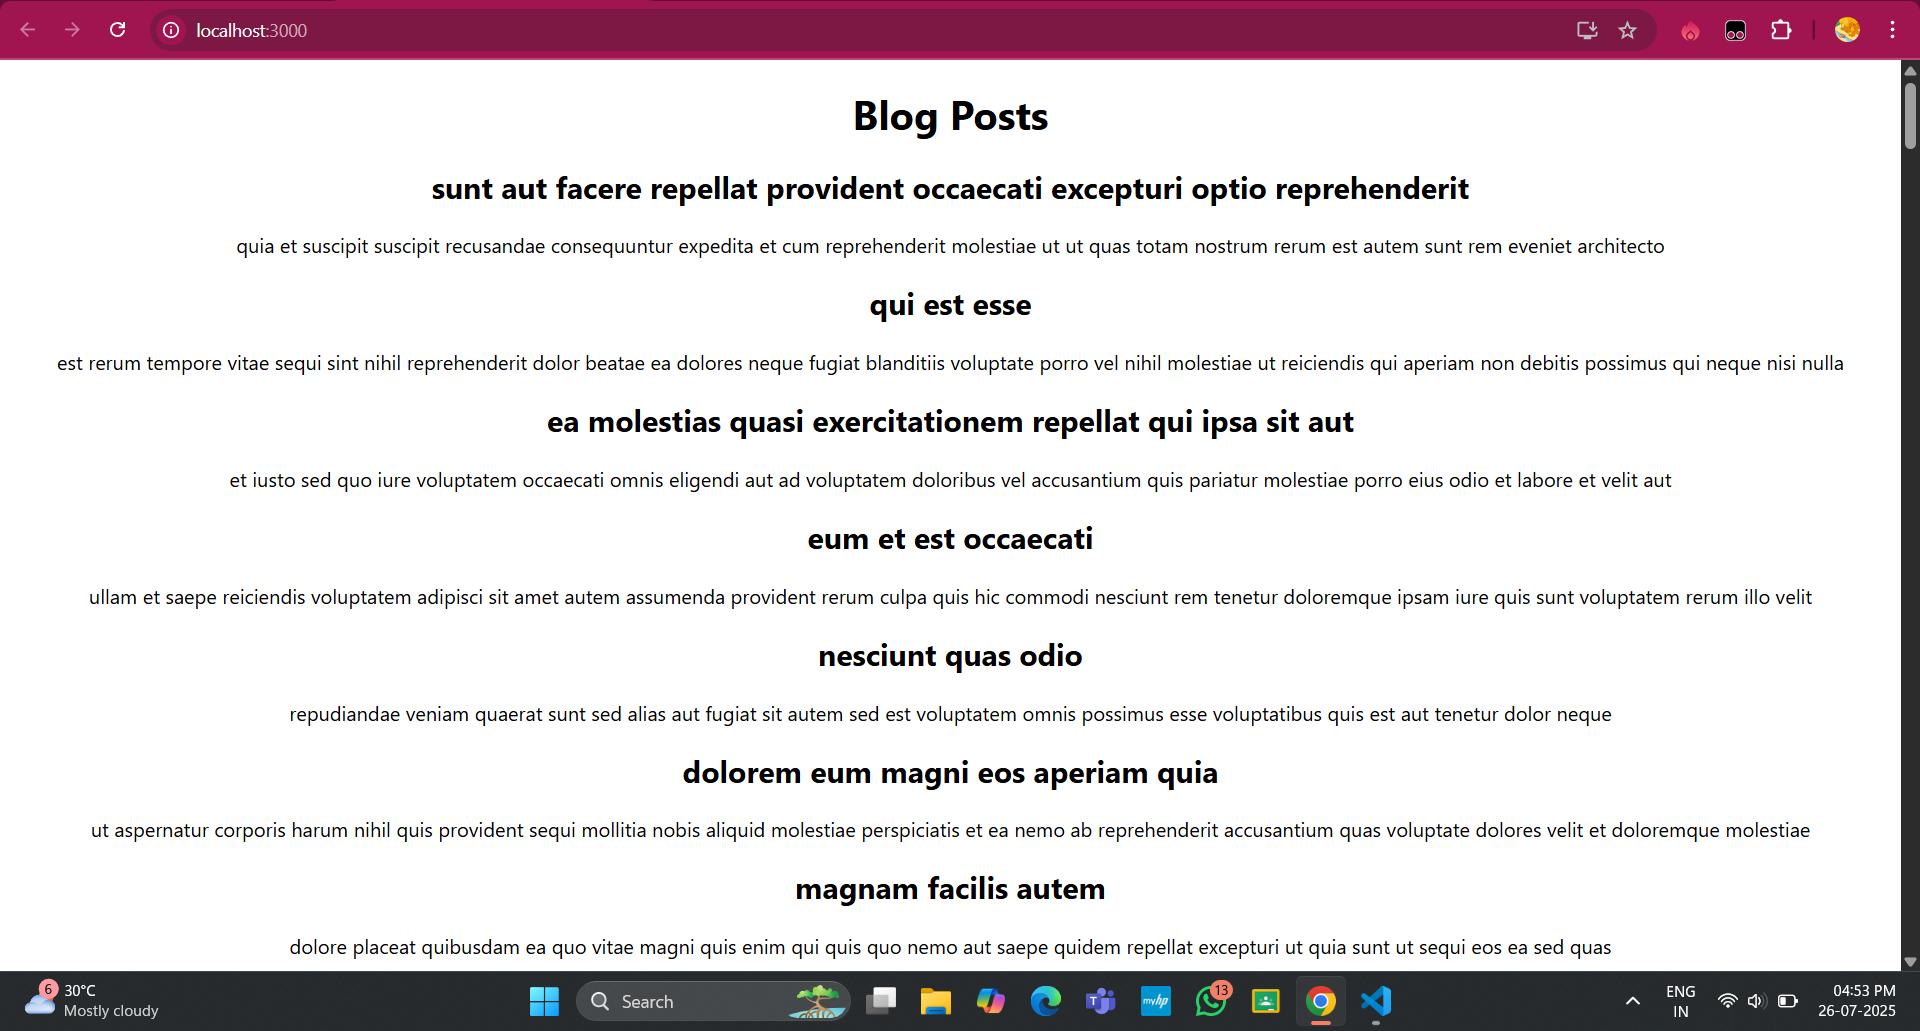 localhost:3000
Blog Posts
sunt aut facere repellat provident occaecati excepturi optio reprehenderit
quia et suscipit suscipit recusandae consequuntur expedita et cum reprehenderit molestiae ut ut quas totam nostrum rerum est autem sunt rem eveniet architecto
qui est esse
est rerum tempore vitae sequi sint nihil reprehenderit dolor beatae ea dolores neque fugiat blanditiis voluptate porro vel nihil molestiae ut reiciendis qui aperiam non debitis possimus qui neque nisi nulla
ea molestias quasi exercitationem repellat qui ipsa sit aut
et iusto sed quo iure voluptatem occaecati omnis eligendi aut ad voluptatem doloribus vel accusantium quis pariatur molestiae porro eius odio et labore et velit aut
eum et est occaecati
ullam et saepe reiciendis voluptatem adipisci sit amet autem assumenda provident rerum culpa quis hic commodi nesciunt rem tenetur doloremque ipsam iure quis sunt voluptatem rerum illo velit
nesciunt quas odio
repudiandae veniam quaerat sunt sed alias aut fugiat sit autem sed est voluptatem omnis possimus esse voluptatibus quis est aut tenetur dolor neque
dolorem eum magni eos aperiam quia
ut aspernatur corporis harum nihil quis provident sequi mollitia nobis aliquid molestiae perspiciatis et ea nemo ab reprehenderit accusantium quas voluptate dolores velit et doloremque molestiae
magnam facilis autem
dolore placeat quibusdam ea quo vitae magni quis enim qui quis quo nemo aut saepe quidem repellat excepturi ut quia sunt ut sequi eos ea sed quas
6
30°C
Mostly cloudy
Search
T
myhp
13
ENG
IN
04:53 PM
26-07-2025